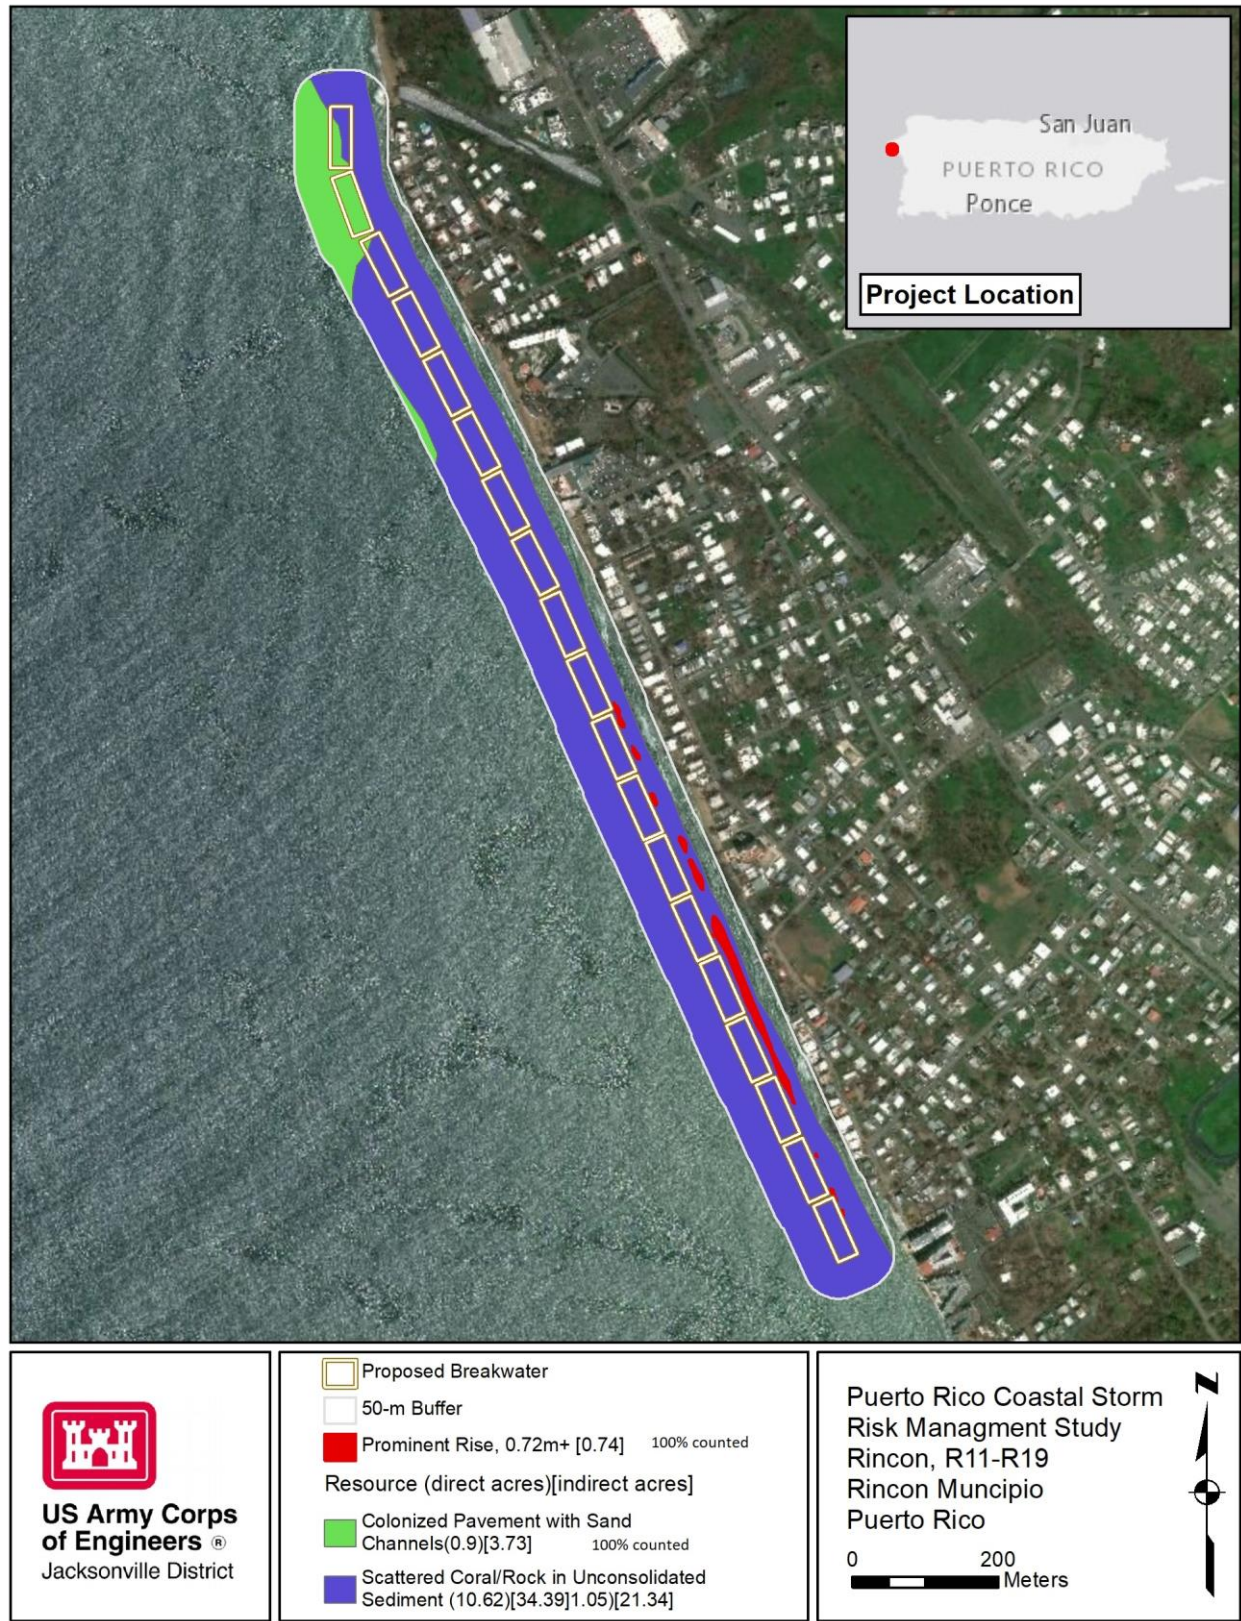 San Juan
PUERTO RICO
Ponce
Project Location
US Army Corps
of Engineers ®
Jacksonville District
Proposed Breakwater
50-m Buffer
Prominent Rise, 0.72m+ [0.74] 100% counted
Resource (direct acres)[indirect acres]
Colonized Pavement with Sand
Channels(0.9)[3.73] 100% counted
Scattered Coral/Rock in Unconsolidated
Sediment (10.62)[34.39]1.05)[21.34]
Puerto Rico Coastal Storm
Risk Managment Study
Rincon, R11-R19
Rincon Muncipio
Puerto Rico
0 200
Meters
N